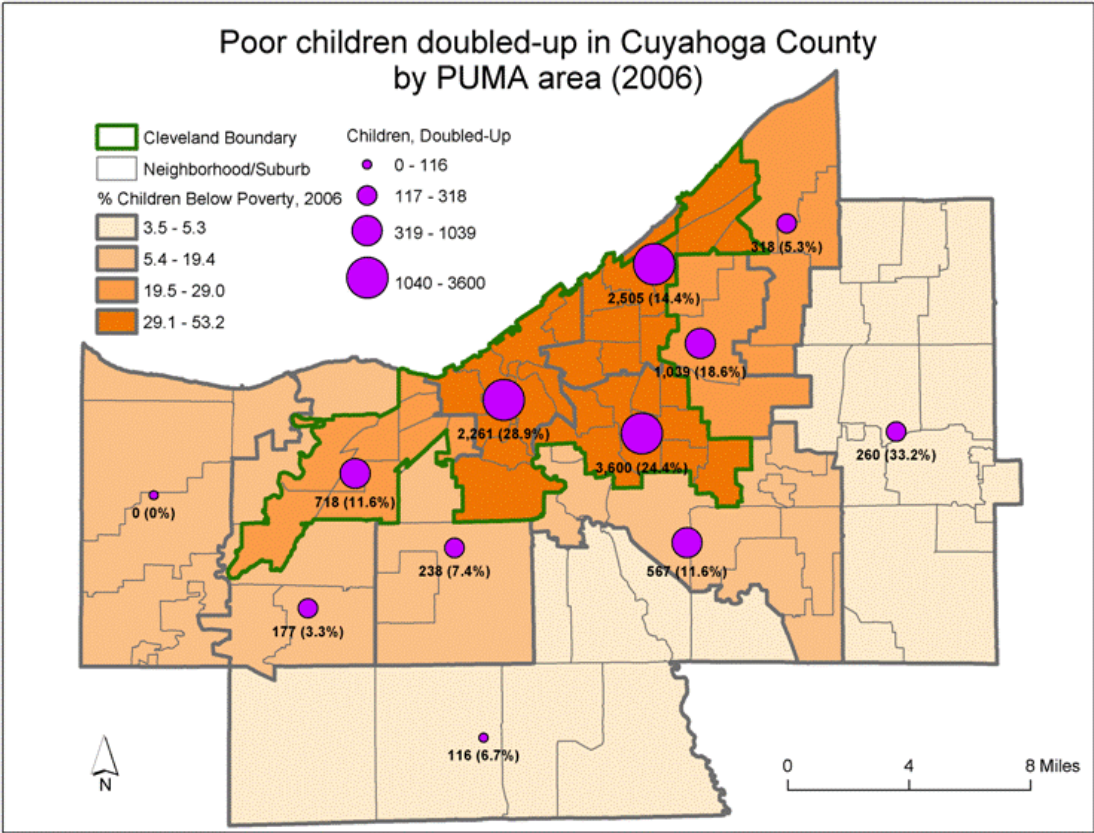 Poor children doubled-up in Cuyahoga County
by PUMA area (2006)
Cleveland Boundary
Neighborhood/Suburb
% Children Below Poverty, 2006
3.5 - 5.3
5.4 - 19.4
19.5 - 29.0
29.1 - 53.2
Children, Doubled-Up
0 - 116
117 - 318
319 - 1039
1040 - 3600
318 (5.3%)
2,505 (14.4%)
1,039 (18.6%)
2,261 (28.9%)
260 (33.2%)
3,600 (24.4%)
718 (11.6%)
0 (0%)
238 (7.4%)
567 (11.6%)
177 (3.3%)
116 (6.7%)
N
0 4 8 Miles